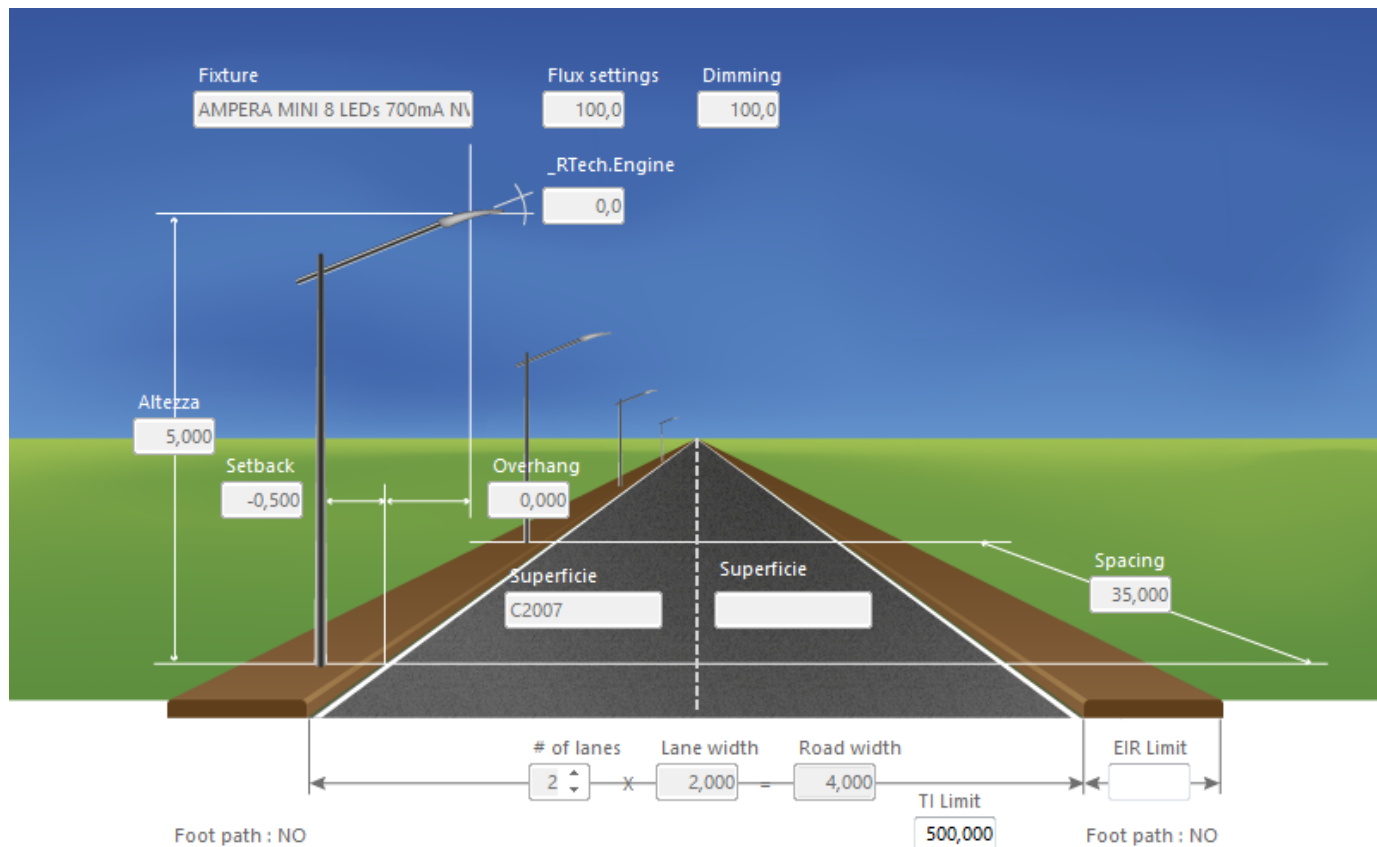 Fixture
Flux settings
Dimming
AMPERA MINI 8 LEDs 700mA
100,0
100,0
_RTech.Engine
0,0
Altezza
5,000
Setback
Overhang
-0,500
0,000
Spacing
35,000
Superficie
Superficie
C2007
# of lanes
Lane width
Road width
EIR Limit
2 x 2,000 = 4,000
TI Limit
500,000
Foot path : NO
Foot path : NO